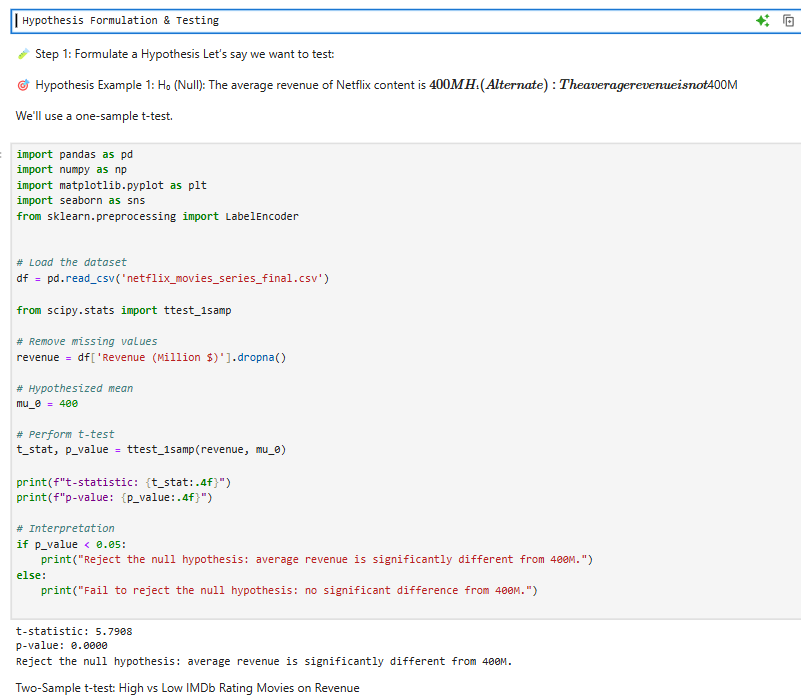 Hypothesis Formulation & Testing
🧪 Step 1: Formulate a Hypothesis Let's say we want to test:
🎯 Hypothesis Example 1: H₀ (Null): The average revenue of Netflix content is 400MH₁(Alternate):Theaveragerevenueisnot400M
We'll use a one-sample t-test.
import pandas as pd
import numpy as np
import matplotlib.pyplot as plt
import seaborn as sns
from sklearn.preprocessing import LabelEncoder
# Load the dataset
df = pd.read_csv('netflix_movies_series_final.csv')
from scipy.stats import ttest_1samp
# Remove missing values
revenue = df['Revenue (Million $)'].dropna()
# Hypothesized mean
mu_0 = 400
# Perform t-test
t_stat, p_value = ttest_1samp(revenue, mu_0)
print(f"t-statistic: {t_stat:.4f}")
print(f"p-value: {p_value:.4f}")
# Interpretation
if p_value < 0.05:
    print("Reject the null hypothesis: average revenue is significantly different from 400M.")
else:
    print("Fail to reject the null hypothesis: no significant difference from 400M.")
t-statistic: 5.7908
p-value: 0.0000
Reject the null hypothesis: average revenue is significantly different from 400M.
Two-Sample t-test: High vs Low IMDb Rating Movies on Revenue